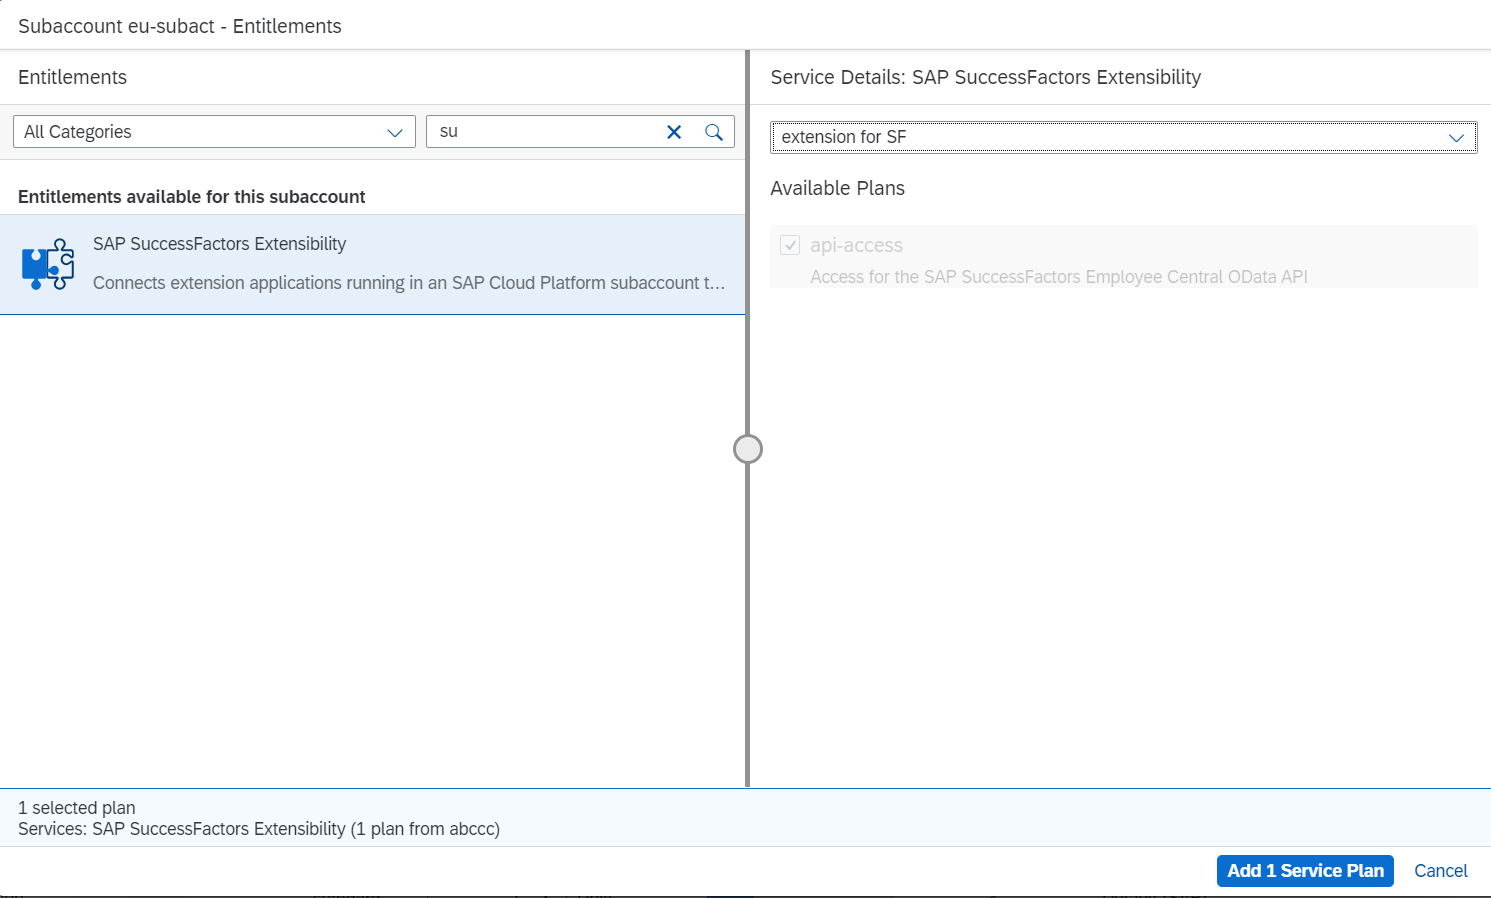 Subaccount eu-subact - Entitlements
Entitlements
All Categories
su
Entitlements available for this subaccount
SAP SuccessFactors Extensibility
Connects extension applications running in an SAP Cloud Platform subaccount t...
Service Details: SAP SuccessFactors Extensibility
extension for SF
Available Plans
api-access
Access for the SAP SuccessFactors Employee Central OData API
1 selected plan
Services: SAP SuccessFactors Extensibility (1 plan from abccc)
Add 1 Service Plan
Cancel